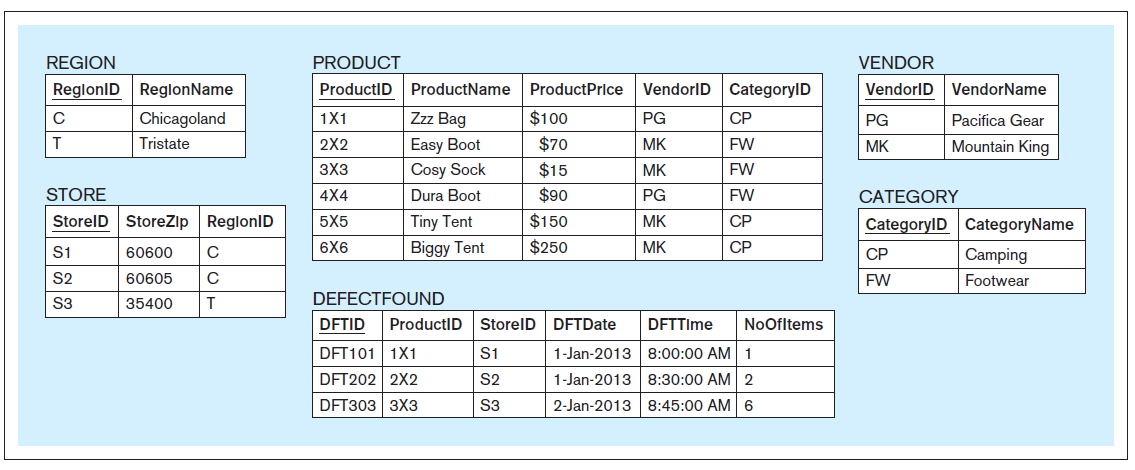 REGION
RegionID RegionName
C Chicagoland
T Tristate
STORE
StoreID StoreZip RegionID
S1 60600 C
S2 60605 C
S3 35400 T
PRODUCT
ProductID ProductName ProductPrice VendorID CategoryID
1X1 Zzz Bag $100 PG CP
2X2 Easy Boot $70 MK FW
3X3 Cosy Sock $15 MK FW
4X4 Dura Boot $90 PG FW
5X5 Tiny Tent $150 MK CP
6X6 Biggy Tent $250 MK CP
DEFECTFOUND
DFTID ProductID StoreID DFTDate DFTTime NoOfItems
DFT101 1X1 S1 1-Jan-2013 8:00:00 AM 1
DFT202 2X2 S2 1-Jan-2013 8:30:00 AM 2
DFT303 3X3 S3 2-Jan-2013 8:45:00 AM 6
VENDOR
VendorID VendorName
PG Pacifica Gear
MK Mountain King
CATEGORY
CategoryID CategoryName
CP Camping
FW Footwear